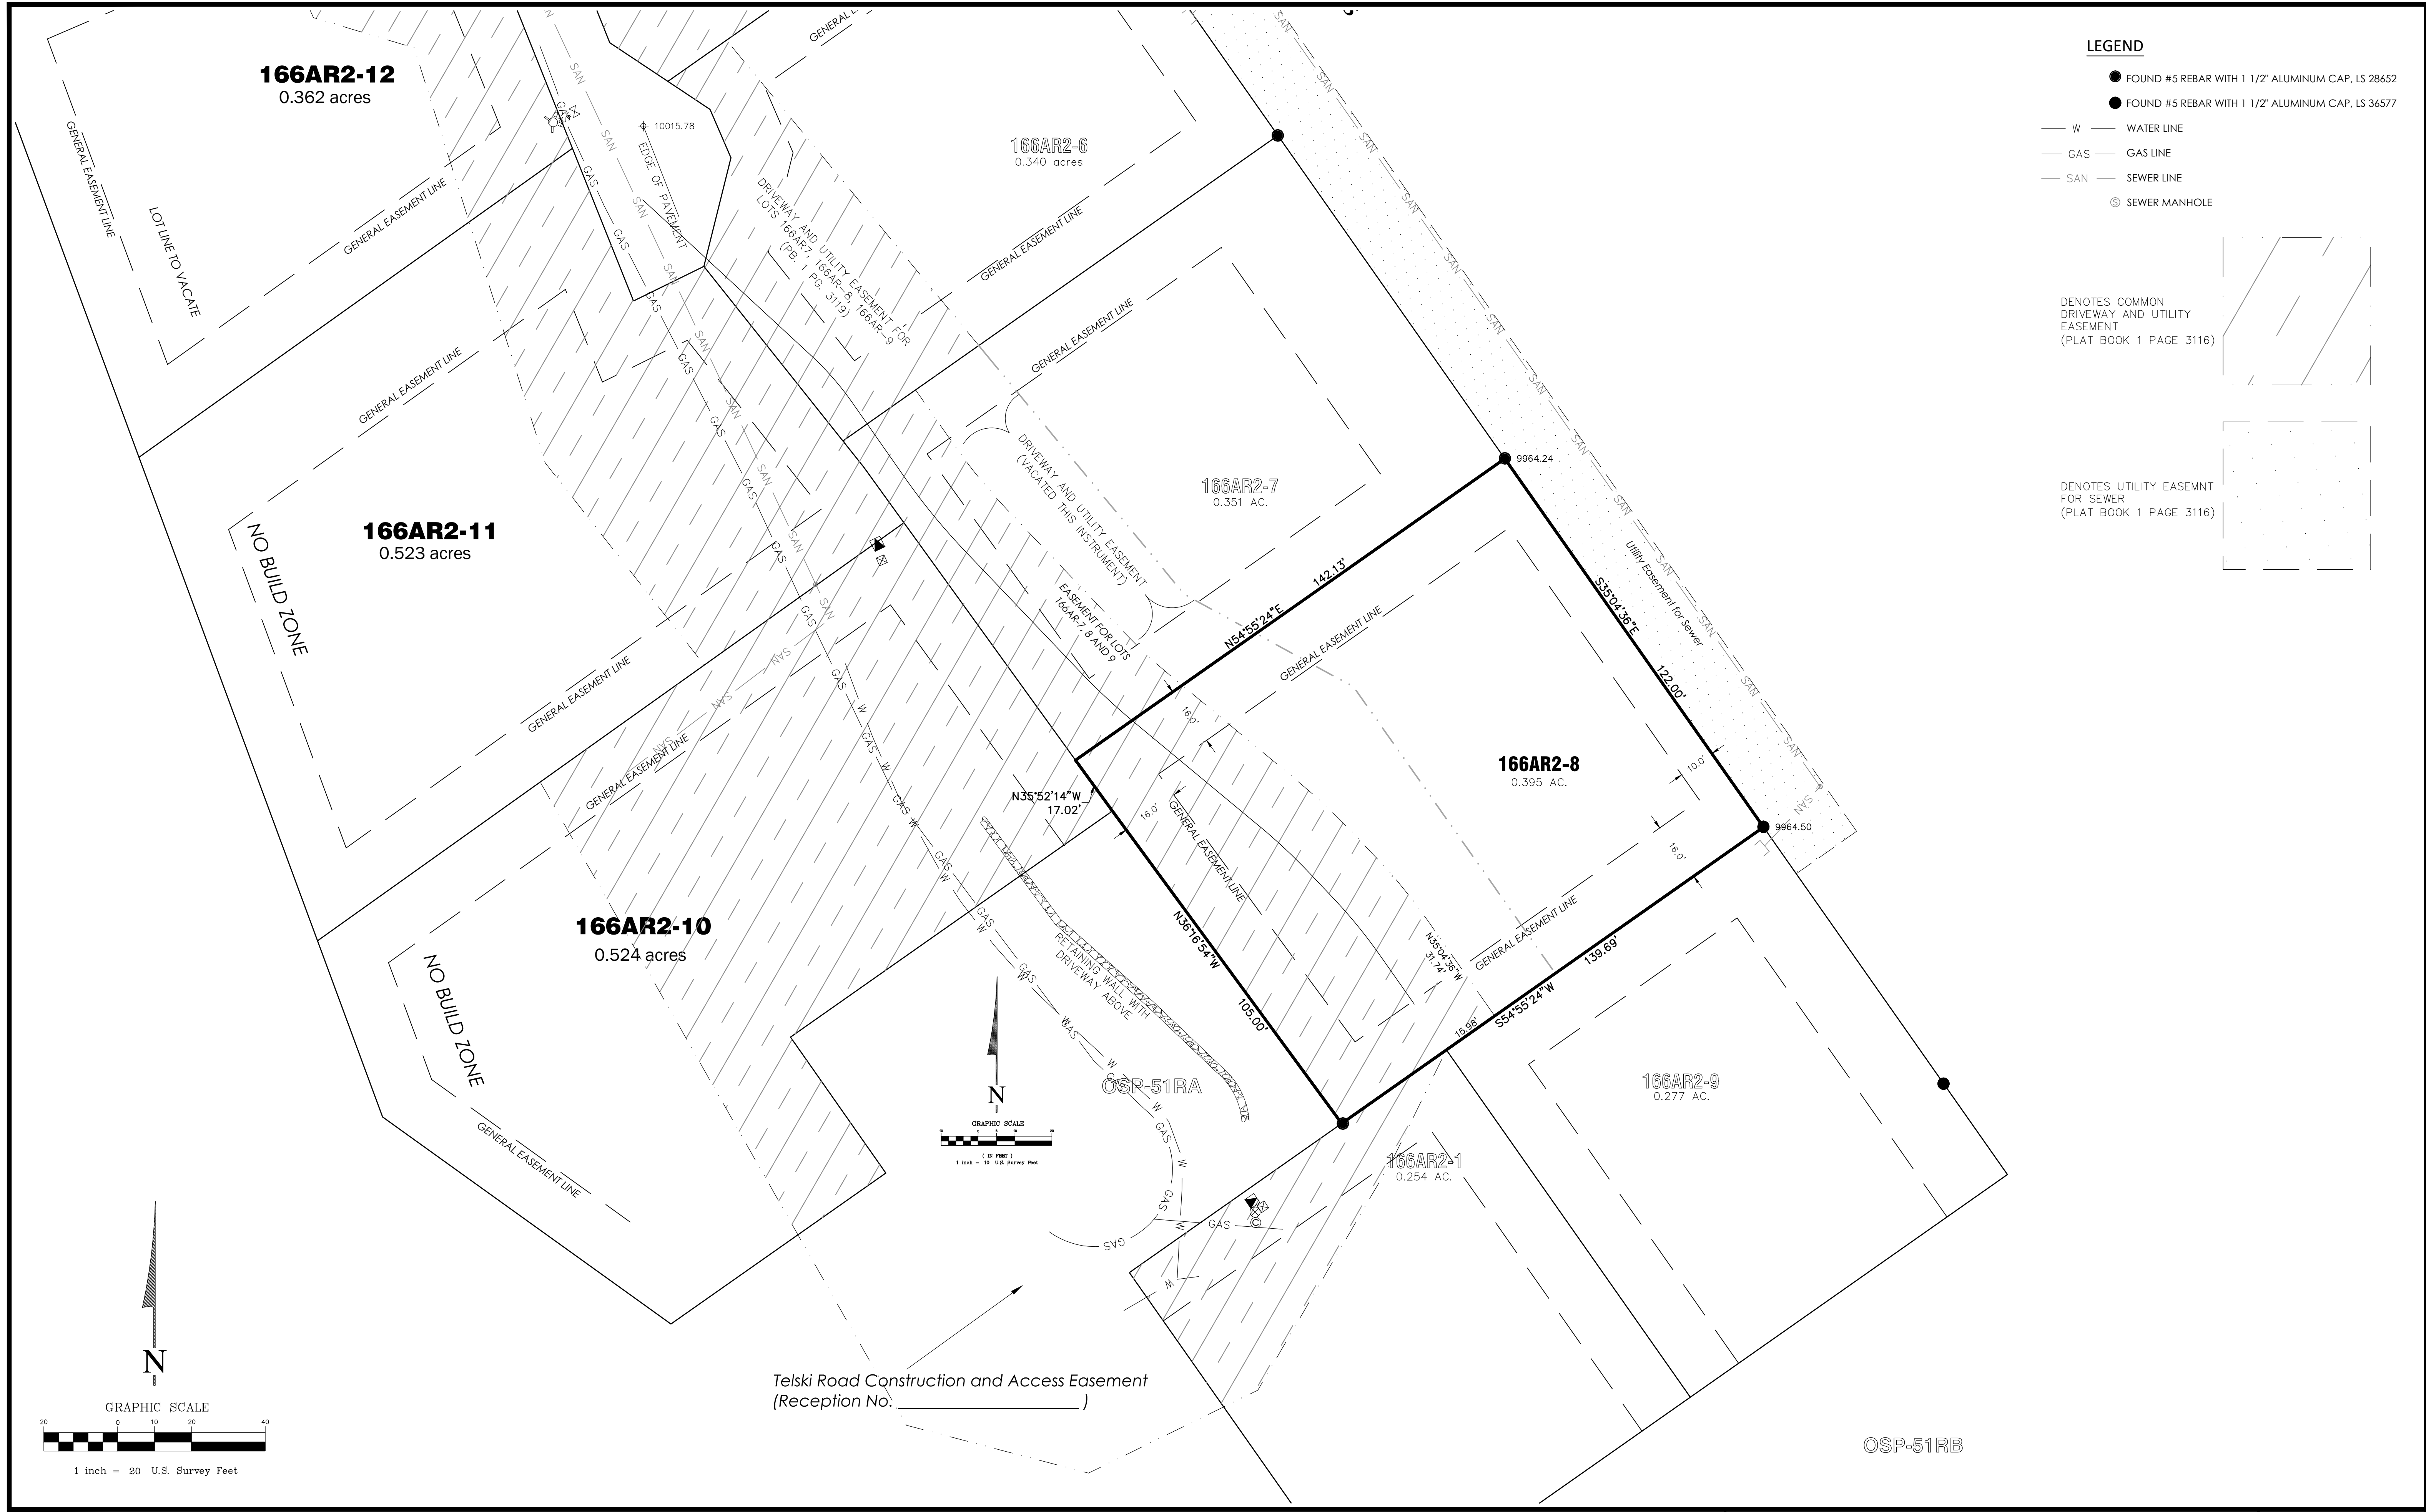 LEGEND
FOUND #5 REBAR WITH 1 1/2" ALUMINUM CAP, LS 28652
FOUND #5 REBAR WITH 1 1/2" ALUMINUM CAP, LS 36577
W WATER LINE
GAS GAS LINE
SAN SEWER LINE
S SEWER MANHOLE
DENOTES COMMON
DRIVEWAY AND UTILITY
EASEMENT
(PLAT BOOK 1 PAGE 3116)
DENOTES UTILITY EASEMNT
FOR SEWER
(PLAT BOOK 1 PAGE 3116)
166AR2-12
0.362 acres
GENERAL EASEMENT LINE
LOT LINE TO VACATE
GENERAL EASEMENT LINE
10015.78
EDGE OF PAVEMENT
DRIVEWAY AND UTILITY EASEMENT FOR
LOTS 166AR7, 166AR-8, 166AR-9
(PB. 1 PG. 3119)
166AR2-6
0.340 acres
GENERAL EASEMENT LINE
GENERAL EASEMENT LINE
GENERAL EASEMENT LINE
166AR2-11
0.523 acres
NO BUILD ZONE
GENERAL EASEMENT LINE
GENERAL EASEMENT LINE
DRIVEWAY AND UTILITY EASEMENT
(VACATED THIS INSTRUMENT)
166AR2-7
0.351 AC.
9964.24
EASEMENT FOR LOTS
166AR-7 8 AND 9
N54°55'24"E
142.13'
GENERAL EASEMENT LINE
S35°04'36"E
122.00'
Utility Easement for Sewer
166AR2-8
0.395 AC.
10.0'
9964.50
16.0'
16.0'
16.0'
GENERAL EASEMENT LINE
N35°52'14"W
17.02'
N36°16'54"W
105.00'
N35°04'36"W
31.74'
GENERAL EASEMENT LINE
139.69'
S54°55'24"W
15.98'
166AR2-10
0.524 acres
NO BUILD ZONE
GENERAL EASEMENT LINE
RETAINING WALL WITH
DRIVEWAY ABOVE
OSP-51RA
N
GRAPHIC SCALE
( IN FEET )
1 inch = 10 U.S. Survey Feet
166AR2-9
0.277 AC.
166AR2-1
0.254 AC.
GAS
SAN
W
Telski Road Construction and Access Easement
(Reception No. )
OSP-51RB
N
GRAPHIC SCALE
20 0 10 20 40
1 inch = 20 U.S. Survey Feet